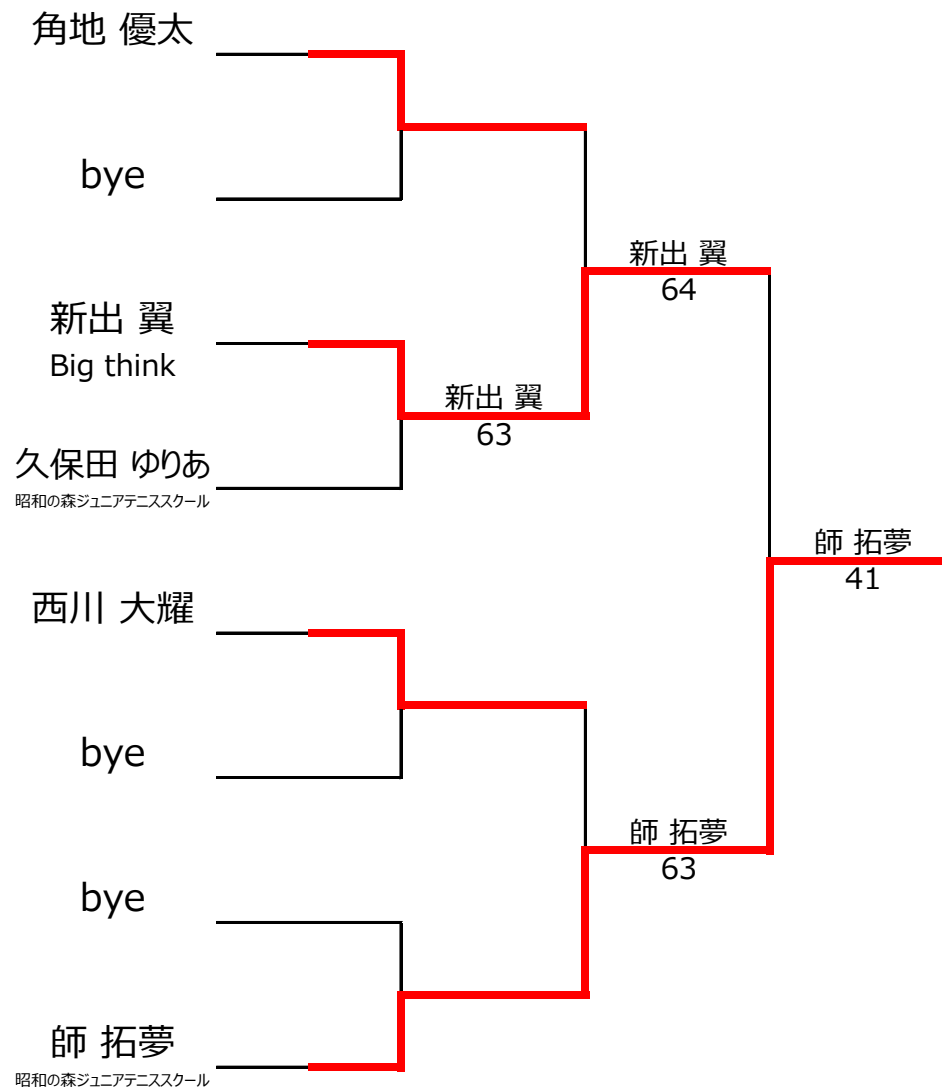 角地 優太
bye
新出 翼
64
新出 翼
Big think
新出 翼
63
久保田 ゆりあ
昭和の森ジュニアテニススクール
師 拓夢
41
西川 大耀
bye
師 拓夢
63
bye
師 拓夢
昭和の森ジュニアテニススクール